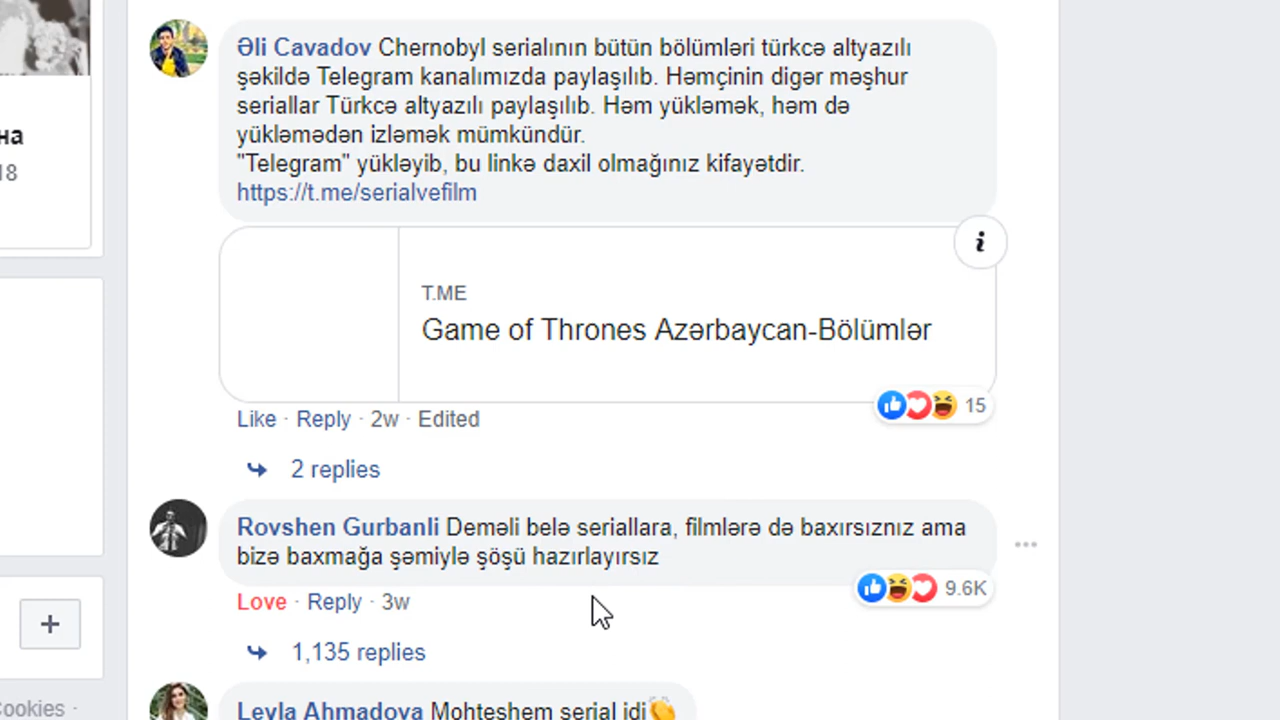 Əli Cavadov Chernobyl serialının bütün bölümləri türkcə altyazılı
şəkildə Telegram kanalımızda paylaşılıb. Həmçinin digər məşhur
seriallar Türkcə altyazılı paylaşılıb. Həm yükləmək, həm də
yükləmədən izləmək mümkündür.
"Telegram" yükləyib, bu linkə daxil olmağınız kifayətdir.
https://t.me/serialvefilm
на
18
i
T.ME
Game of Thrones Azərbaycan-Bölümlər
15
Like · Reply · 2w · Edited
2 replies
Rovshen Gurbanli Deməli belə seriallara, filmlərə də baxırsıznız ama
bizə baxmağa şəmiylə şöşü hazırlayırsiz
9.6K
Love · Reply · 3w
1,135 replies
Cookies ·
Leyla Ahmadova Mohteshem serial idi👏